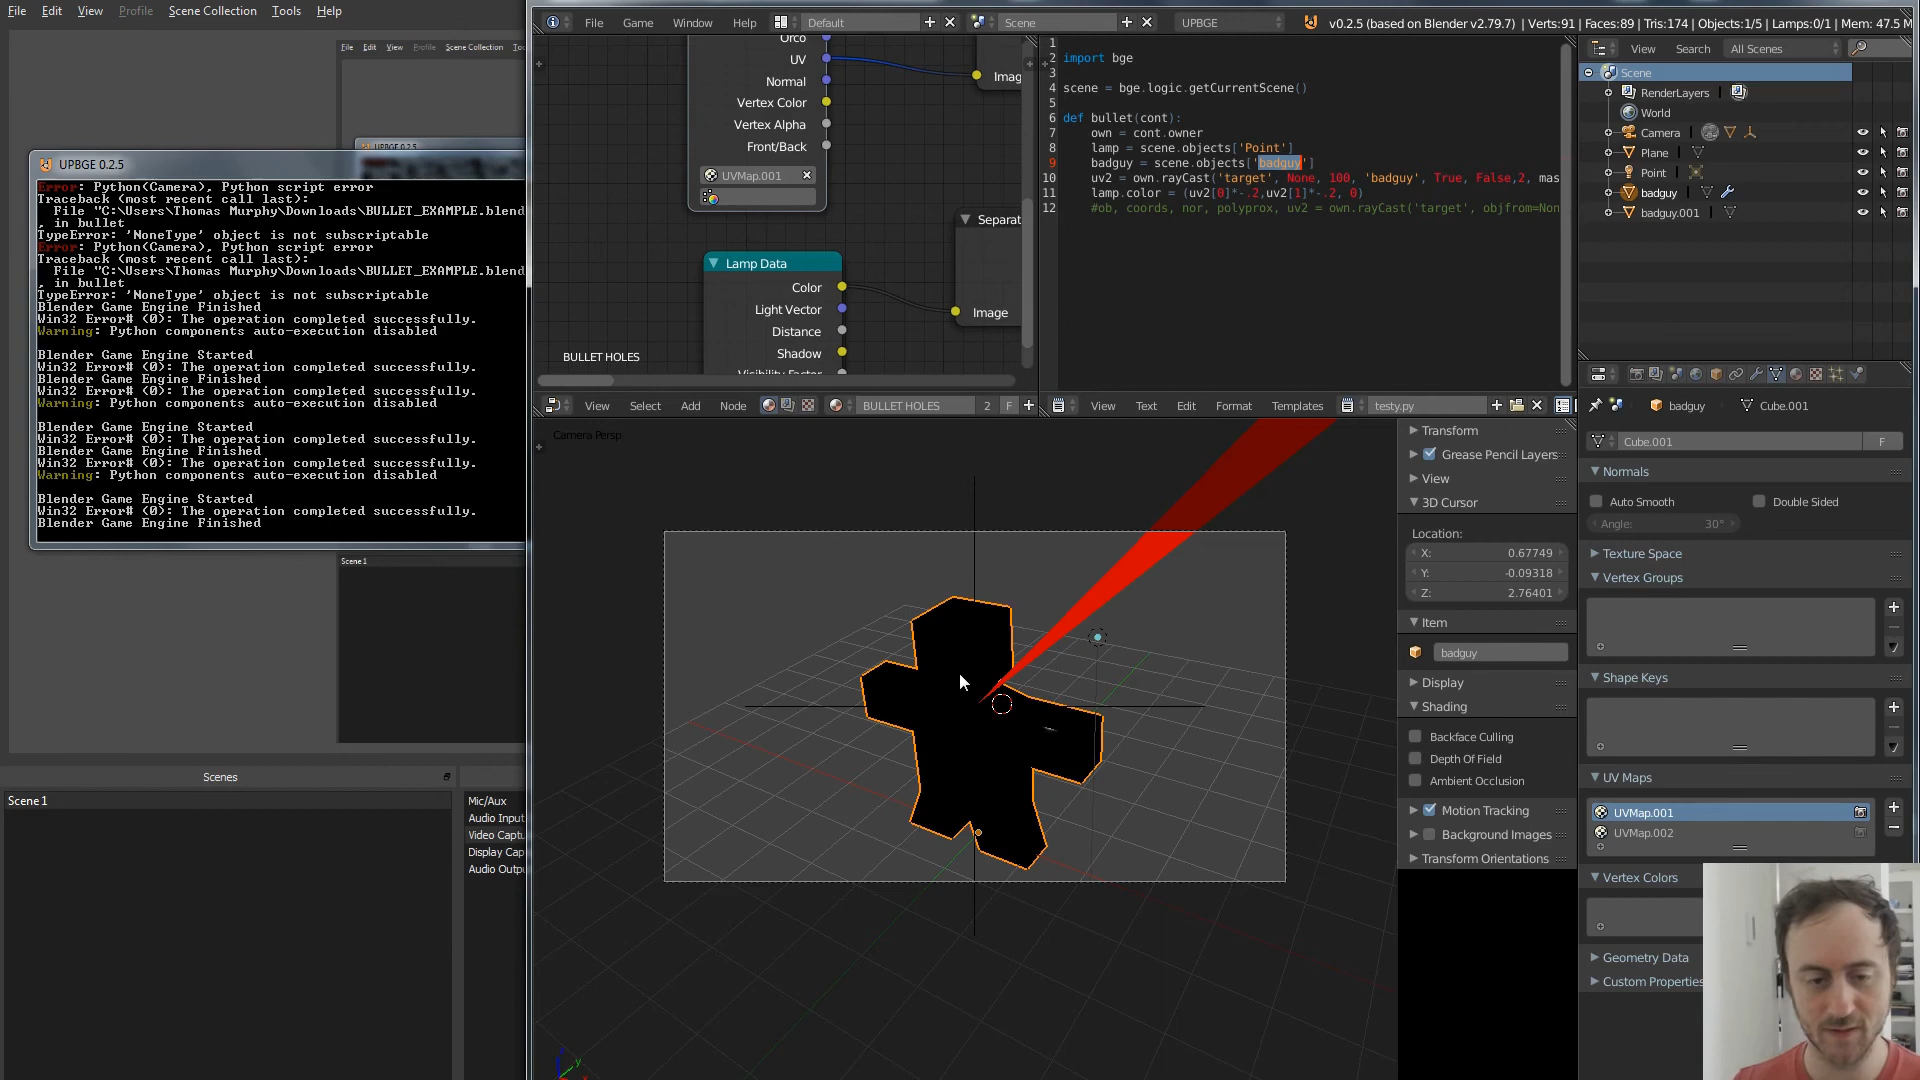 File Edit View Profile Scene Collection Tools Help
File Edit View Profile Scene Collection
UPBGE 0.2.5
Error: Python(Camera), Python script error
Traceback (most recent call last):
File "C:\Users\Thomas Murphy\Downloads\BULLET_EXAMPLE.blend
, in bullet
TypeError: 'NoneType' object is not subscriptable
Error: Python(Camera), Python script error
Traceback (most recent call last):
File "C:\Users\Thomas Murphy\Downloads\BULLET_EXAMPLE.blend
, in bullet
TypeError: 'NoneType' object is not subscriptable
Blender Game Engine Finished
Win32 Error# (0): The operation completed successfully.
Warning: Python components auto-execution disabled
Blender Game Engine Started
Win32 Error# (0): The operation completed successfully.
Blender Game Engine Finished
Win32 Error# (0): The operation completed successfully.
Warning: Python components auto-execution disabled
Blender Game Engine Started
Win32 Error# (0): The operation completed successfully.
Blender Game Engine Finished
Win32 Error# (0): The operation completed successfully.
Warning: Python components auto-execution disabled
Blender Game Engine Started
Win32 Error# (0): The operation completed successfully.
Blender Game Engine Finished
Scene 1
Scenes
Scene 1
Mic/Aux
Audio Input
Video Captu
Display Cap
Audio Outpu
File Game Window Help Default Scene UPBGE v0.2.5 (based on Blender v2.79.7) | Verts:91 | Faces:89 | Tris:174 | Objects:1/5 | Lamps:0/1 | Mem: 47.5
Orco
UV
Normal
Vertex Color
Vertex Alpha
Front/Back
UVMap.001
Imag
Separat
Lamp Data
Color
Light Vector
Distance
Shadow
Visibility Factor
Image
BULLET HOLES
View Select Add Node BULLET HOLES 2 F
1
2 import bge
3
4 scene = bge.logic.getCurrentScene()
5
6 def bullet(cont):
7 own = cont.owner
8 lamp = scene.objects['Point']
9 badguy = scene.objects['badguy']
10 uv2 = own.rayCast('target', None, 100, 'badguy', True, False,2, mas
11 lamp.color = (uv2[0]*-.2,uv2[1]*-.2, 0)
12 #ob, coords, nor, polyprox, uv2 = own.rayCast('target', objfrom=Non
View Text Edit Format Templates testy.py
Camera Persp
Transform
Grease Pencil Layers
View
3D Cursor
Location:
X: 0.67749
Y: -0.09318
Z: 2.76401
Item
badguy
Display
Shading
Backface Culling
Depth Of Field
Ambient Occlusion
Motion Tracking
Background Images
Transform Orientations
View Search All Scenes
Scene
RenderLayers
World
Camera
Plane
Point
badguy
badguy.001
badguy Cube.001
Cube.001 F
Normals
Auto Smooth Double Sided
Angle: 30°
Texture Space
Vertex Groups
Shape Keys
UV Maps
UVMap.001
UVMap.002
Vertex Colors
Geometry Data
Custom Properties